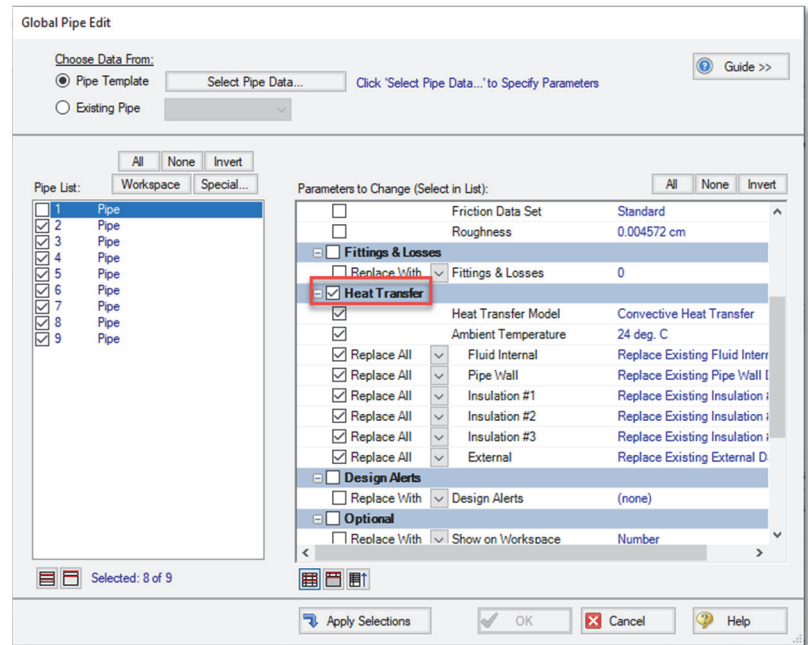 Global Pipe Edit
Choose Data From:
Pipe Template Select Pipe Data... Click 'Select Pipe Data...' to Specify Parameters Guide >>
Existing Pipe
All None Invert
Pipe List: Workspace Special... Parameters to Change (Select in List): All None Invert
1 Pipe
2 Pipe
3 Pipe
4 Pipe
5 Pipe
6 Pipe
7 Pipe
8 Pipe
9 Pipe
Friction Data Set Standard
Roughness 0.004572 cm
Fittings & Losses
Replace With Fittings & Losses 0
Heat Transfer
Heat Transfer Model Convective Heat Transfer
Ambient Temperature 24 deg. C
Replace All Fluid Internal Replace Existing Fluid Intern
Replace All Pipe Wall Replace Existing Pipe Wall
Replace All Insulation #1 Replace Existing Insulation
Replace All Insulation #2 Replace Existing Insulation
Replace All Insulation #3 Replace Existing Insulation
Replace All External Replace Existing External D
Design Alerts
Replace With Design Alerts (none)
Optional
Replace With Show on Workspace Number
Selected: 8 of 9
Apply Selections OK Cancel Help